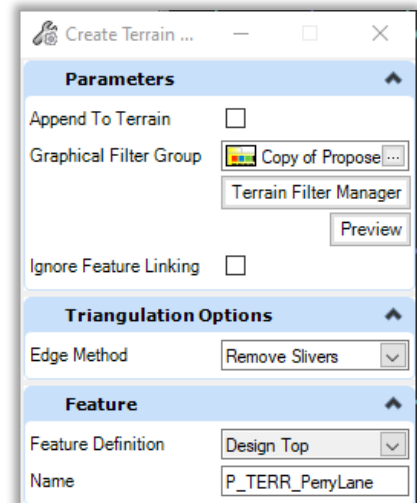 Create Terrain ...
Parameters
Append To Terrain
Graphical Filter Group Copy of Propose ...
Terrain Filter Manager
Preview
Ignore Feature Linking
Triangulation Options
Edge Method Remove Slivers
Feature
Feature Definition Design Top
Name P_TERR_PerryLane